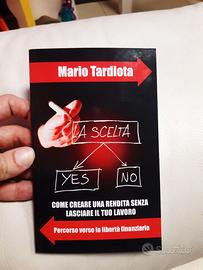 Mario Tardiota
LA SCELTA
YES
NO
COME CREARE UNA RENDITA SENZA
LASCIARE IL TUO LAVORO
Percorso verso la libertà finanziaria